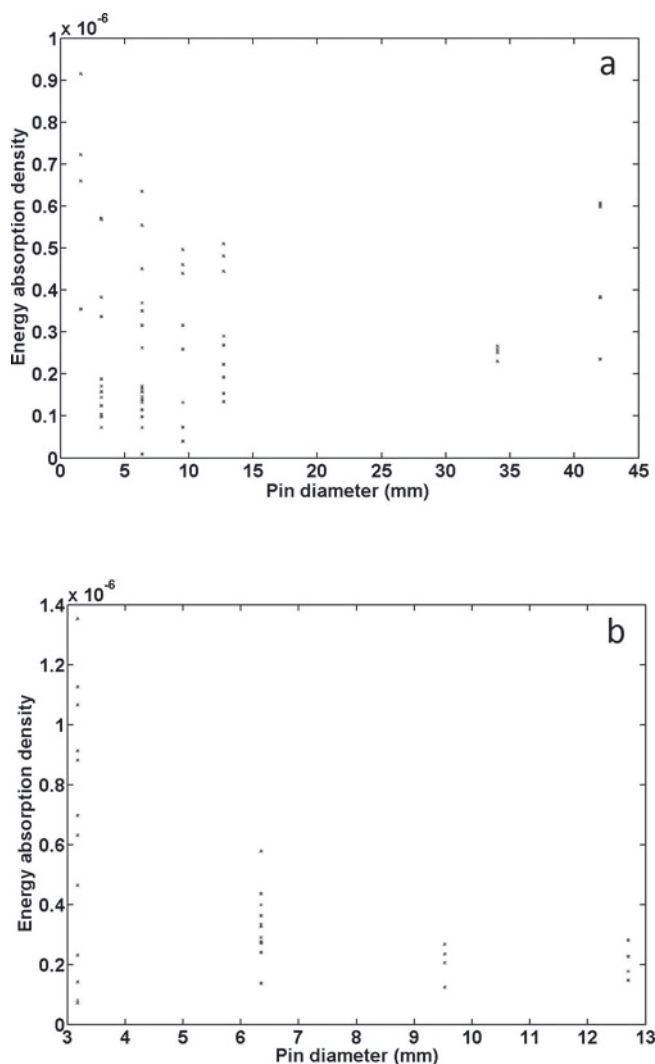 x 10-6
1
a
0.9
0.8
0.7
0.6
0.5
0.4
0.3
0.2
0.1
0
Energy absorption density
0 5 10 15 20 25 30 35 40 45
Pin diameter (mm)
x 10-6
1.4
b
1.2
1
0.8
0.6
0.4
0.2
0
Energy absorption density
3 4 5 6 7 8 9 10 11 12 13
Pin diameter (mm)